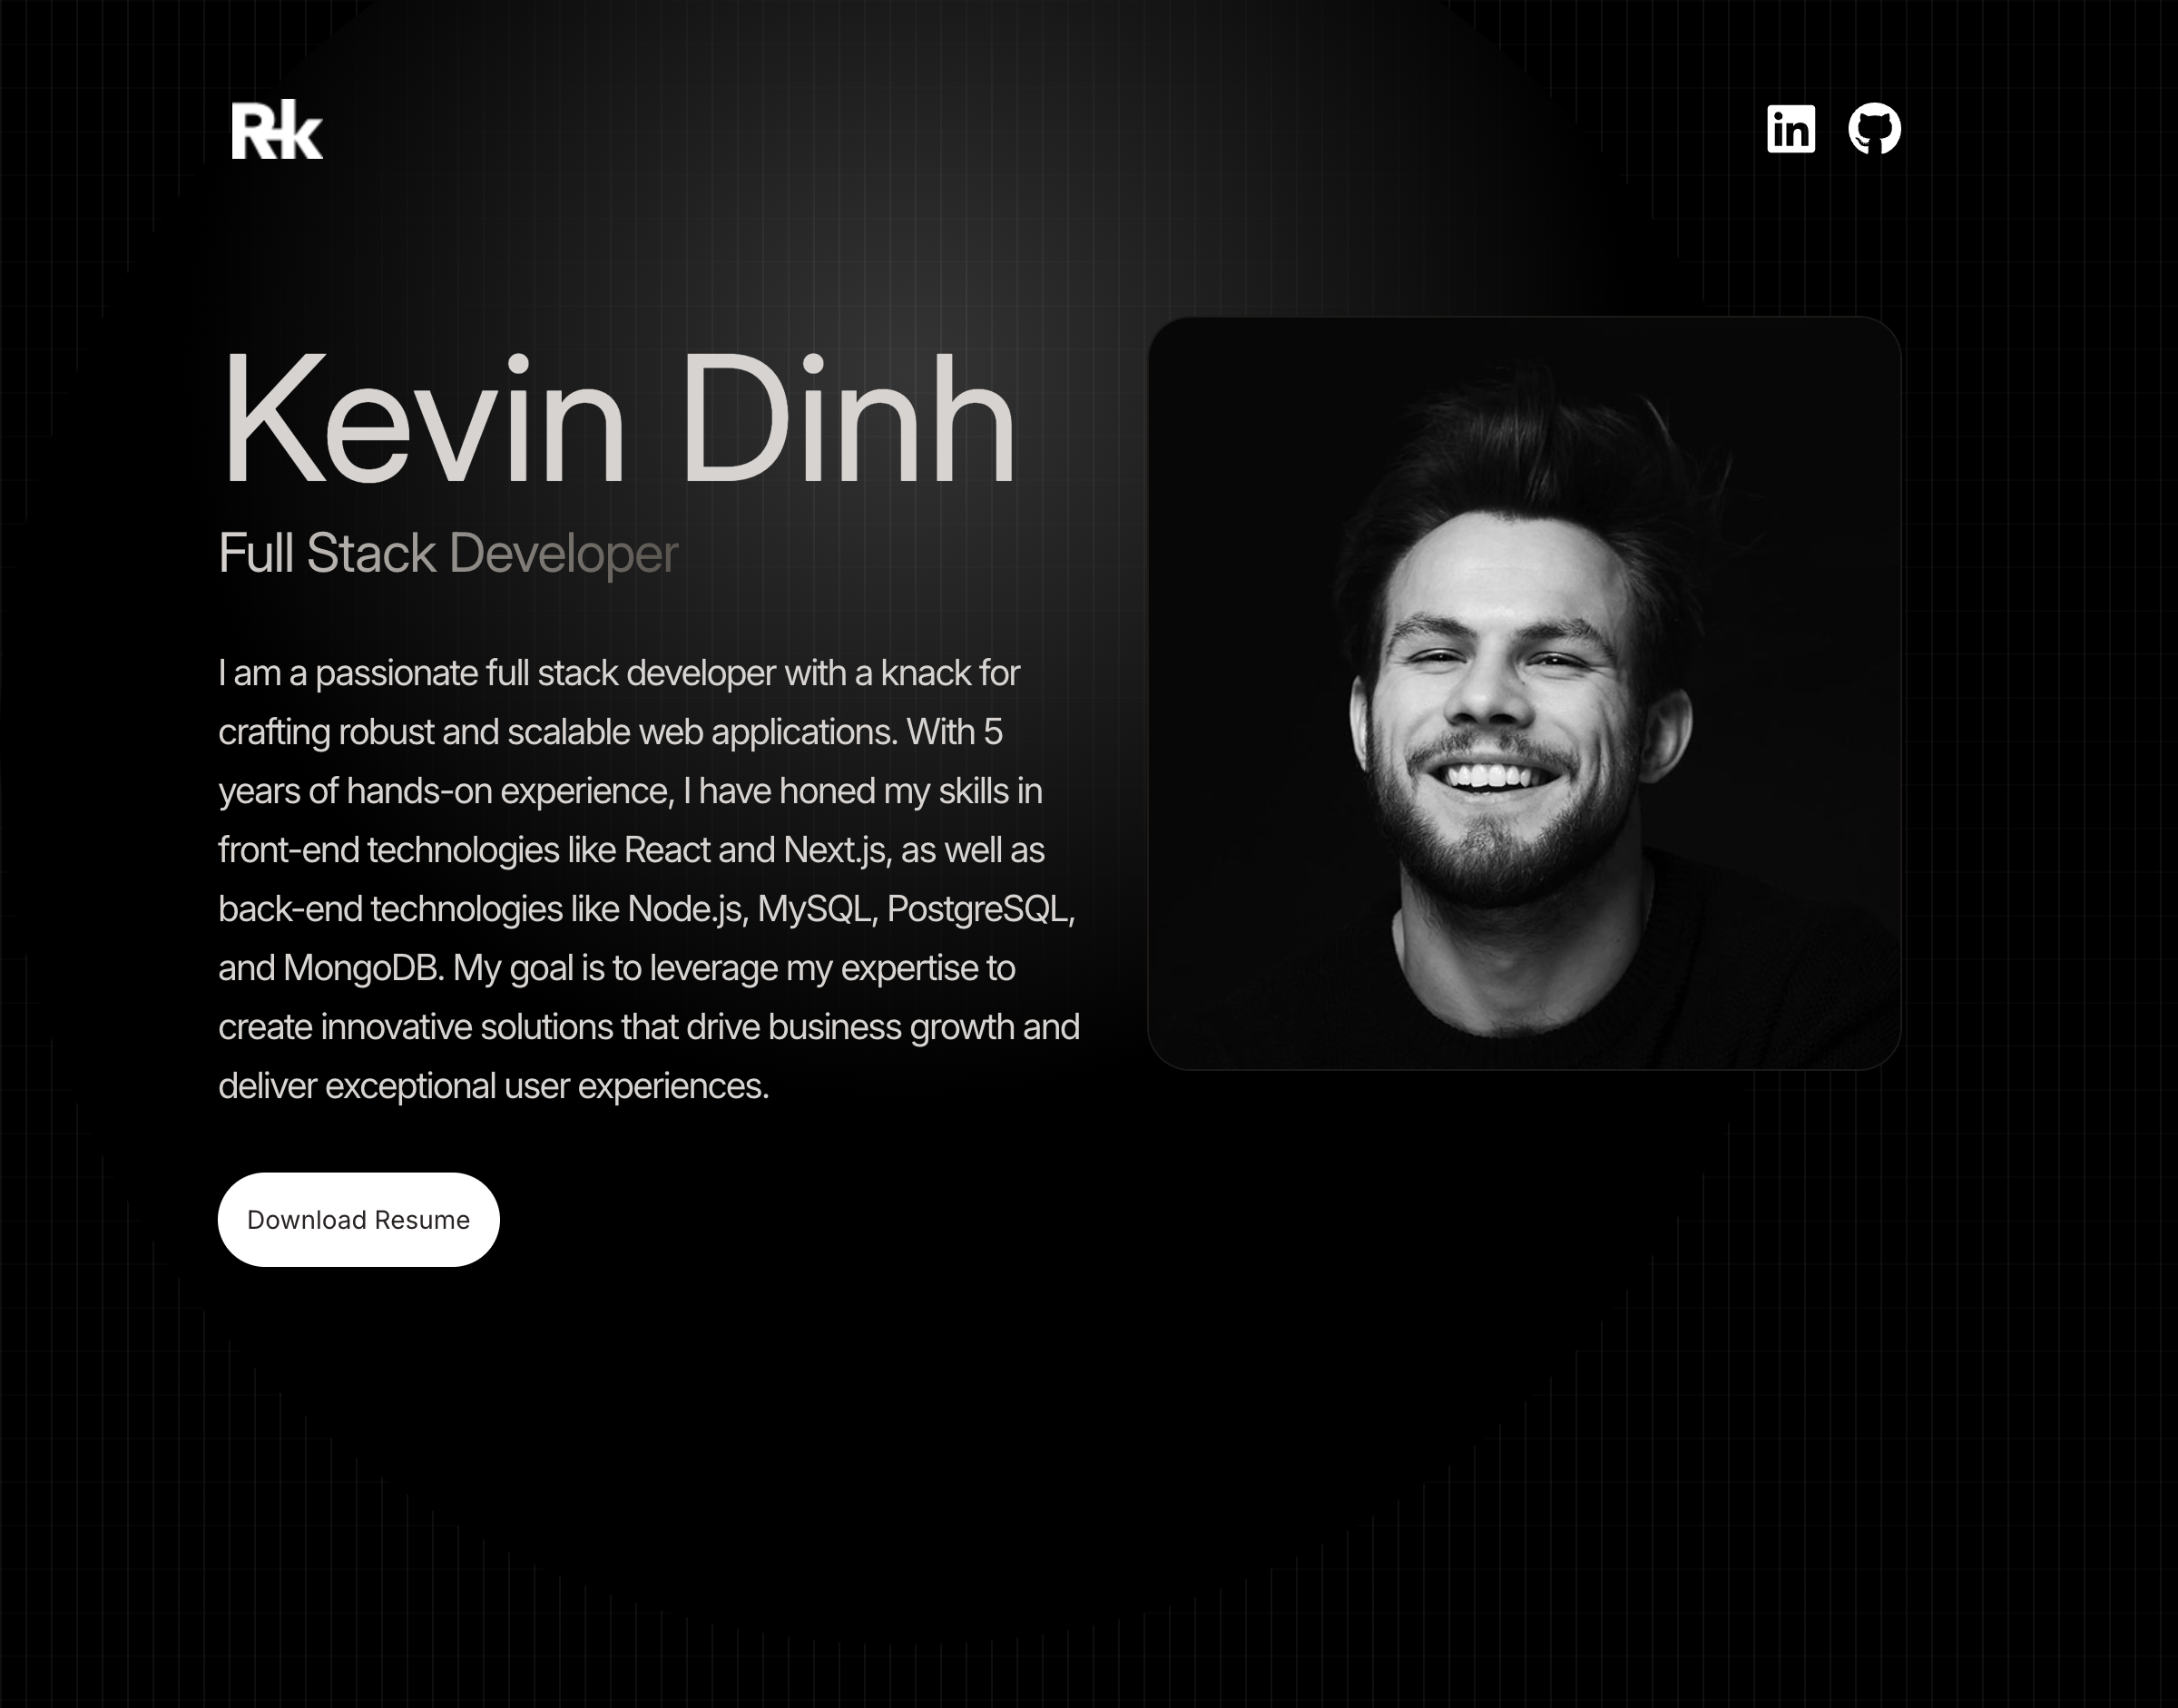 Rk
in
Kevin Dinh
Full Stack Developer
I am a passionate full stack developer with a knack for
crafting robust and scalable web applications. With 5
years of hands-on experience, I have honed my skills in
front-end technologies like React and Next.js, as well as
back-end technologies like Node.js, MySQL, PostgreSQL,
and MongoDB. My goal is to leverage my expertise to
create innovative solutions that drive business growth and
deliver exceptional user experiences.
Download Resume